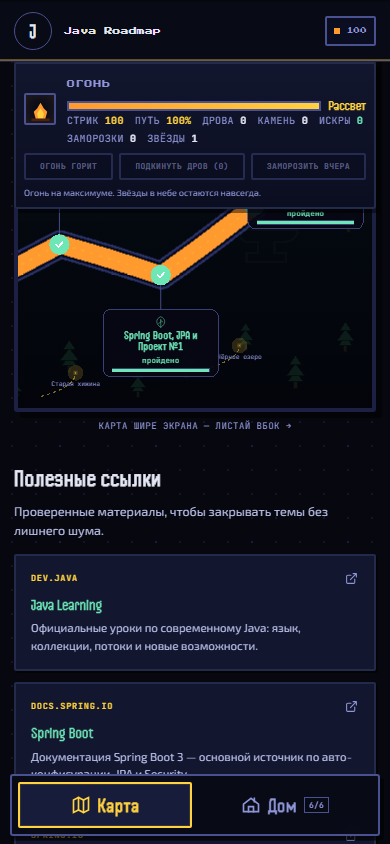 J Java Roadmap 100
ОГОНЬ
Рассвет
СТРИК 100 ПУТЬ 100% ДРОВА 0 КАМЕНЬ 0 ИСКРЫ 0
ЗАМОРОЗКИ 0 ЗВЁЗДЫ 1
ОГОНЬ ГОРИТ ПОДКИНУТЬ ДРОВ (0) ЗАМОРОЗИТЬ ВЧЕРА
Огонь на максимуме. Звёзды в небе остаются навсегда.
пройдено
Spring Boot, JPA и
Проект №1
пройдено
Чёрное озеро
Старая хижина
КАРТА ШИРЕ ЭКРАНА — ЛИСТАЙ ВБОК →
Полезные ссылки
Проверенные материалы, чтобы закрывать темы без
лишнего шума.
DEV.JAVA
Java Learning
Официальные уроки по современному Java: язык,
коллекции, потоки и новые возможности.
DOCS.SPRING.IO
Spring Boot
Документация Spring Boot 3 — основной источник по авто-
конфигурации, JPA и Security.
Карта Дом 6/6